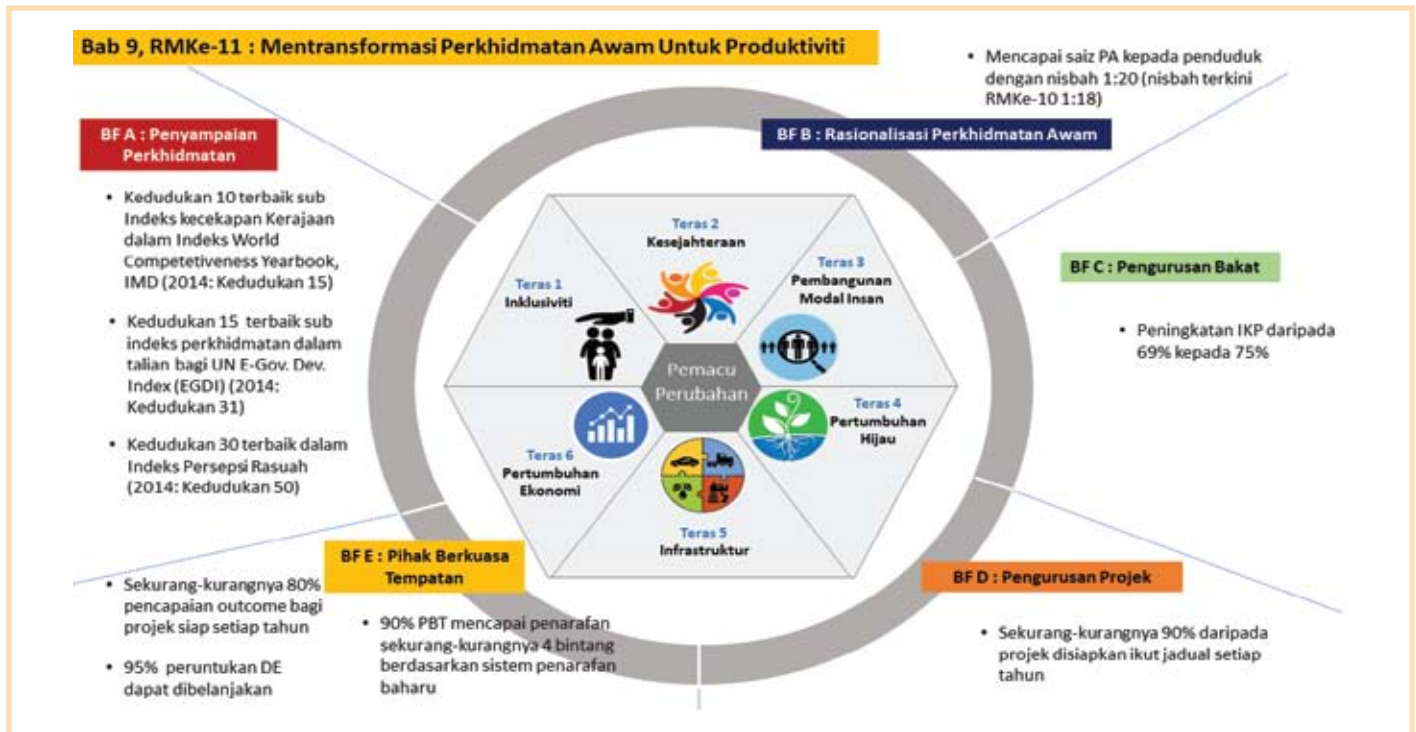 Bab 9, RMKe-11 : Mentransformasi Perkhidmatan Awam Untuk Produktiviti
• Mencapai saiz PA kepada penduduk
dengan nisbah 1:20 (nisbah terkini
RMKe-10 1:18)
BF A : Penyampaian
Perkhidmatan
• Kedudukan 10 terbaik sub
Indeks kecekapan Kerajaan
dalam Indeks World
Competetiveness Yearbook,
IMD (2014: Kedudukan 15)
• Kedudukan 15 terbaik sub
indeks perkhidmatan dalam
talian bagi UN E-Gov. Dev.
Index (EGDI) (2014:
Kedudukan 31)
• Kedudukan 30 terbaik dalam
Indeks Persepsi Rasuah
(2014: Kedudukan 50)
BF B : Rasionalisasi Perkhidmatan Awam
Teras 1
Inklusiviti
Teras 2
Kesejahteraan
Teras 3
Pembangunan
Modal Insan
Pemacu
Perubahan
Teras 4
Pertumbuhan
Hijau
Teras 5
Infrastruktur
Teras 6
Pertumbuhan
Ekonomi
BF C : Pengurusan Bakat
• Peningkatan IKP daripada
69% kepada 75%
BF D : Pengurusan Projek
• Sekurang-kurangnya 90% daripada
projek disiapkan ikut jadual setiap
tahun
BF E : Pihak Berkuasa
Tempatan
• 90% PBT mencapai penarafan
sekurang-kurangnya 4 bintang
berdasarkan sistem penarafan
baharu
• Sekurang-kurangnya 80%
pencapaian outcome bagi
projek siap setiap tahun
• 95% peruntukan DE
dapat dibelanjakan